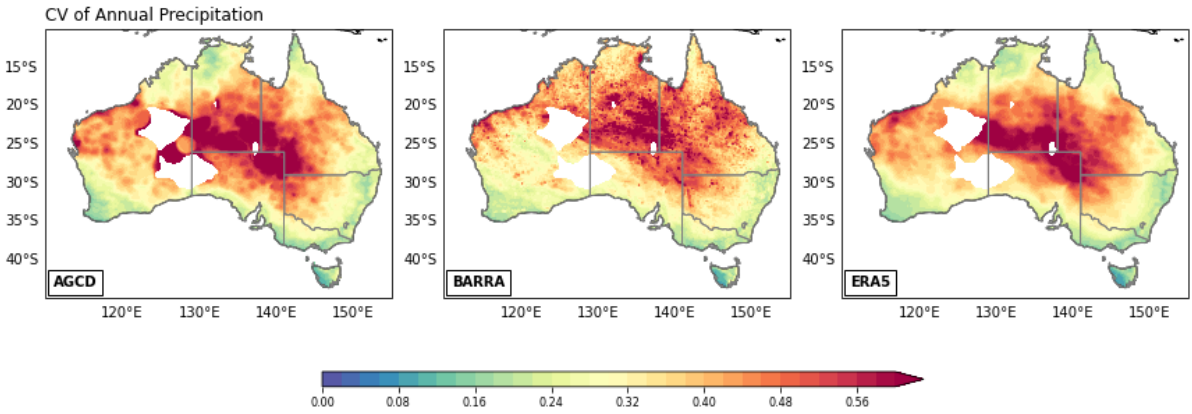 CV of Annual Precipitation
15°S 15°S 15°S
20°S 20°S 20°S
25°S 25°S 25°S
30°S 30°S 30°S
35°S 35°S 35°S
40°S 40°S 40°S
AGCD BARRA ERA5
120°E 130°E 140°E 150°E 120°E 130°E 140°E 150°E 120°E 130°E 140°E 150°E
0.00 0.08 0.16 0.24 0.32 0.40 0.48 0.56